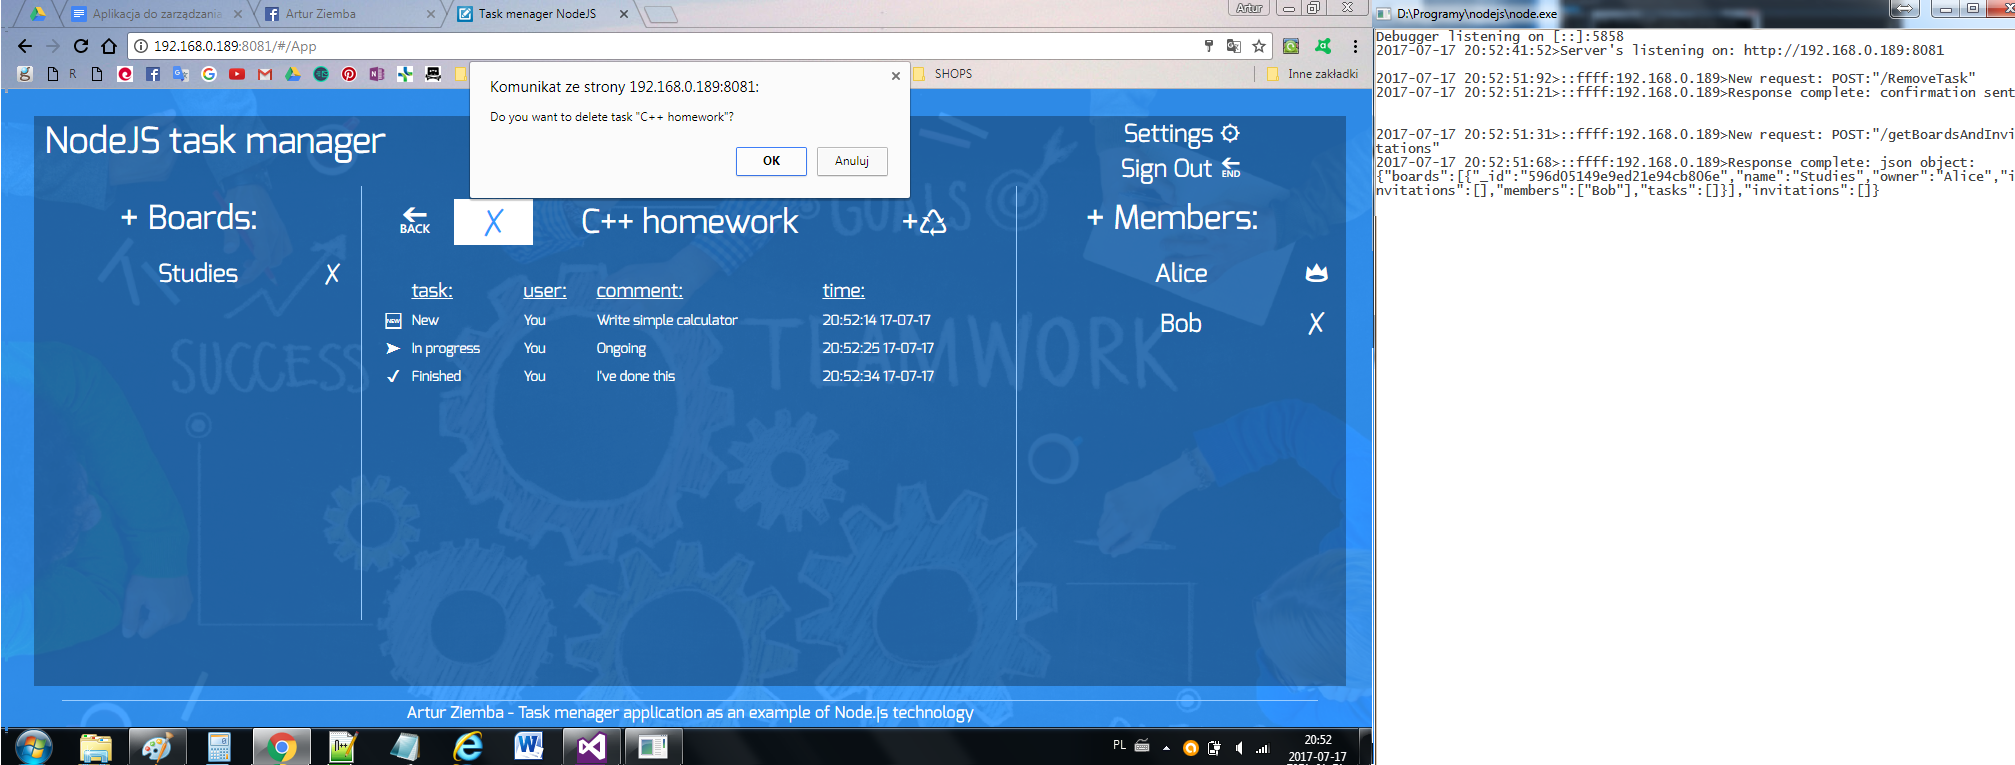 Aplikacja do zarządzania
Artur Ziemba
Task menager NodeJS
Artur
192.168.0.189:8081/#/App
R
SHOPS
Inne zakładki
Komunikat ze strony 192.168.0.189:8081:
Do you want to delete task "C++ homework"?
OK
Anuluj
NodeJS task manager
Settings
Sign Out
END
+ Boards:
Studies
X
BACK
X
C++ homework
+
GOALS
task:
user:
comment:
time:
NEW
New
You
Write simple calculator
20:52:14 17-07-17
In progress
You
Ongoing
20:52:25 17-07-17
Finished
You
I've done this
20:52:34 17-07-17
SUCCESS
TEAMWORK
+ Members:
Alice
Bob
X
Artur Ziemba - Task menager application as an example of Node.js technology
PL
20:52
2017-07-17
D:\Programy\nodejs\node.exe
Debugger listening on [::]:5858
2017-07-17 20:52:41:52>Server's listening on: http://192.168.0.189:8081
2017-07-17 20:52:51:92>::ffff:192.168.0.189>New request: POST:"/RemoveTask"
2017-07-17 20:52:51:21>::ffff:192.168.0.189>Response complete: confirmation sent
2017-07-17 20:52:51:31>::ffff:192.168.0.189>New request: POST:"/getBoardsAndInvi
tations"
2017-07-17 20:52:51:68>::ffff:192.168.0.189>Response complete: json object:
{"boards":[{"_id":"596d05149e9ed21e94cb806e","name":"Studies","owner":"Alice","i
nvitations":[],"members":["Bob"],"tasks":[]}],"invitations":[]}